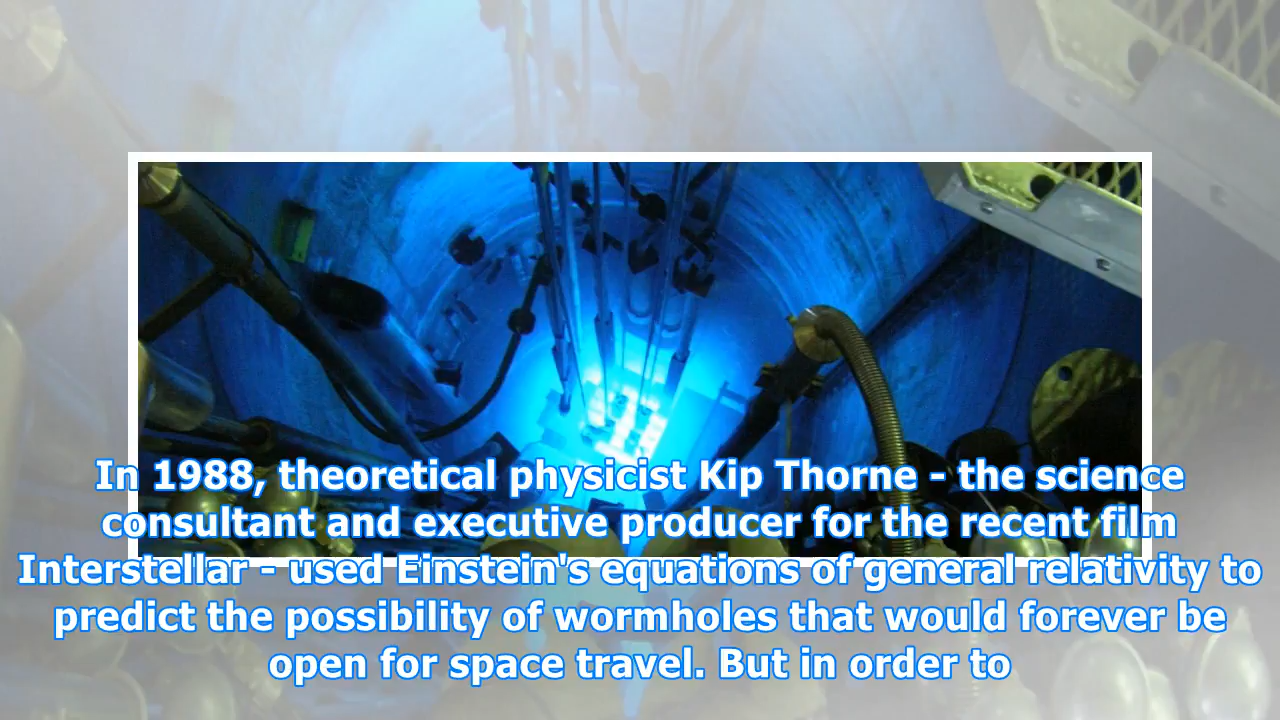 In 1988, theoretical physicist Kip Thorne - the science
consultant and executive producer for the recent film
Interstellar - used Einstein's equations of general relativity to
predict the possibility of wormholes that would forever be
open for space travel. But in order to